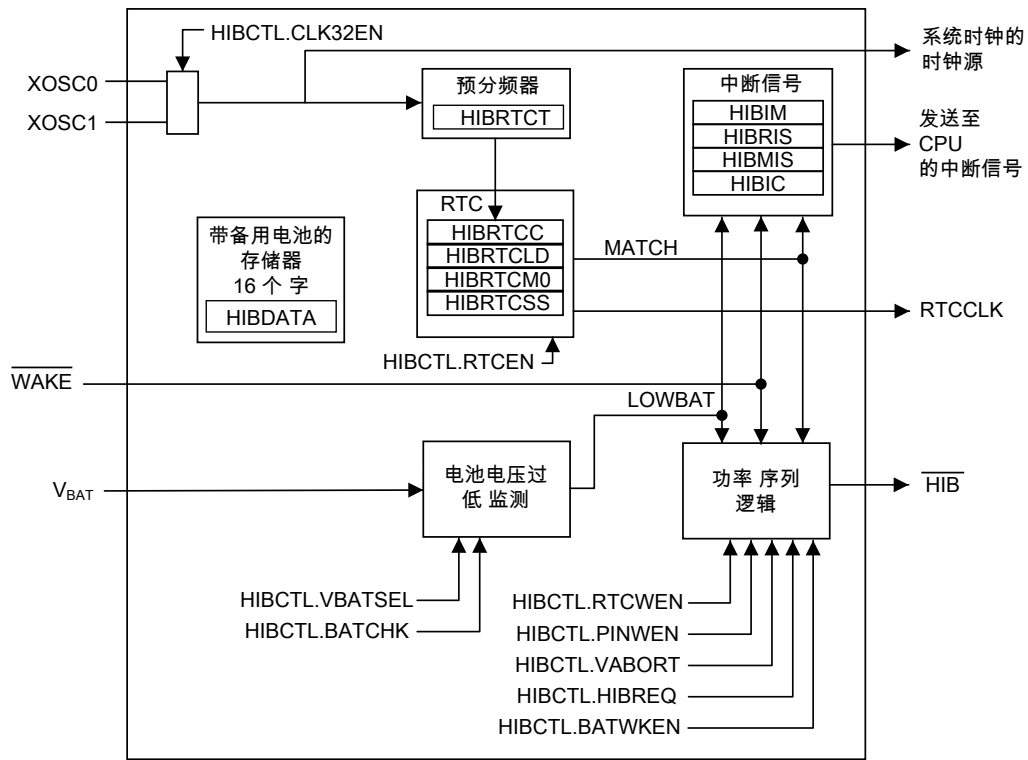 HIBCTL.CLK32EN
系统时钟的
时钟源
XOSC0
XOSC1
预分频器
HIBRTCT
中断信号
HIBIM
HIBRIS
HIBMIS
HIBIC
发送至
CPU
的中断信号
RTC
HIBRTCC
HIBRTCLD
HIBRTCM0
HIBRTCSS
MATCH
带备用电池的
存储器
16 个 字
HIBDATA
RTCCLK
HIBCTL.RTCEN
WAKE
LOWBAT
VBAT
电池电压过
低 监测
功率 序列
逻辑
HIB
HIBCTL.VBATSEL
HIBCTL.BATCHK
HIBCTL.RTCWEN
HIBCTL.PINWEN
HIBCTL.VABORT
HIBCTL.HIBREQ
HIBCTL.BATWKEN